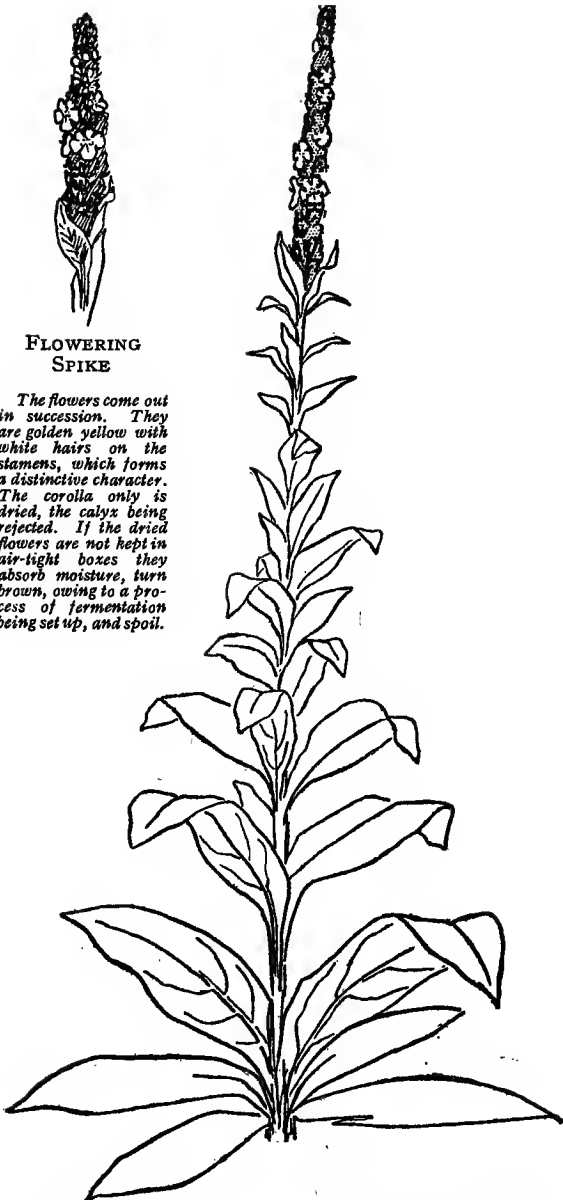 FLOWERING
SPIKE
The flowers come out
in succession. They
are golden yellow with
white hairs on the
stamens, which forms
a distinctive character.
The corolla only is
dried, the calyx being
rejected. If the dried
flowers are not kept in
air-tight boxes they
absorb moisture, turn
brown, owing to a pro-
cess of fermentation
being set up, and spoil.